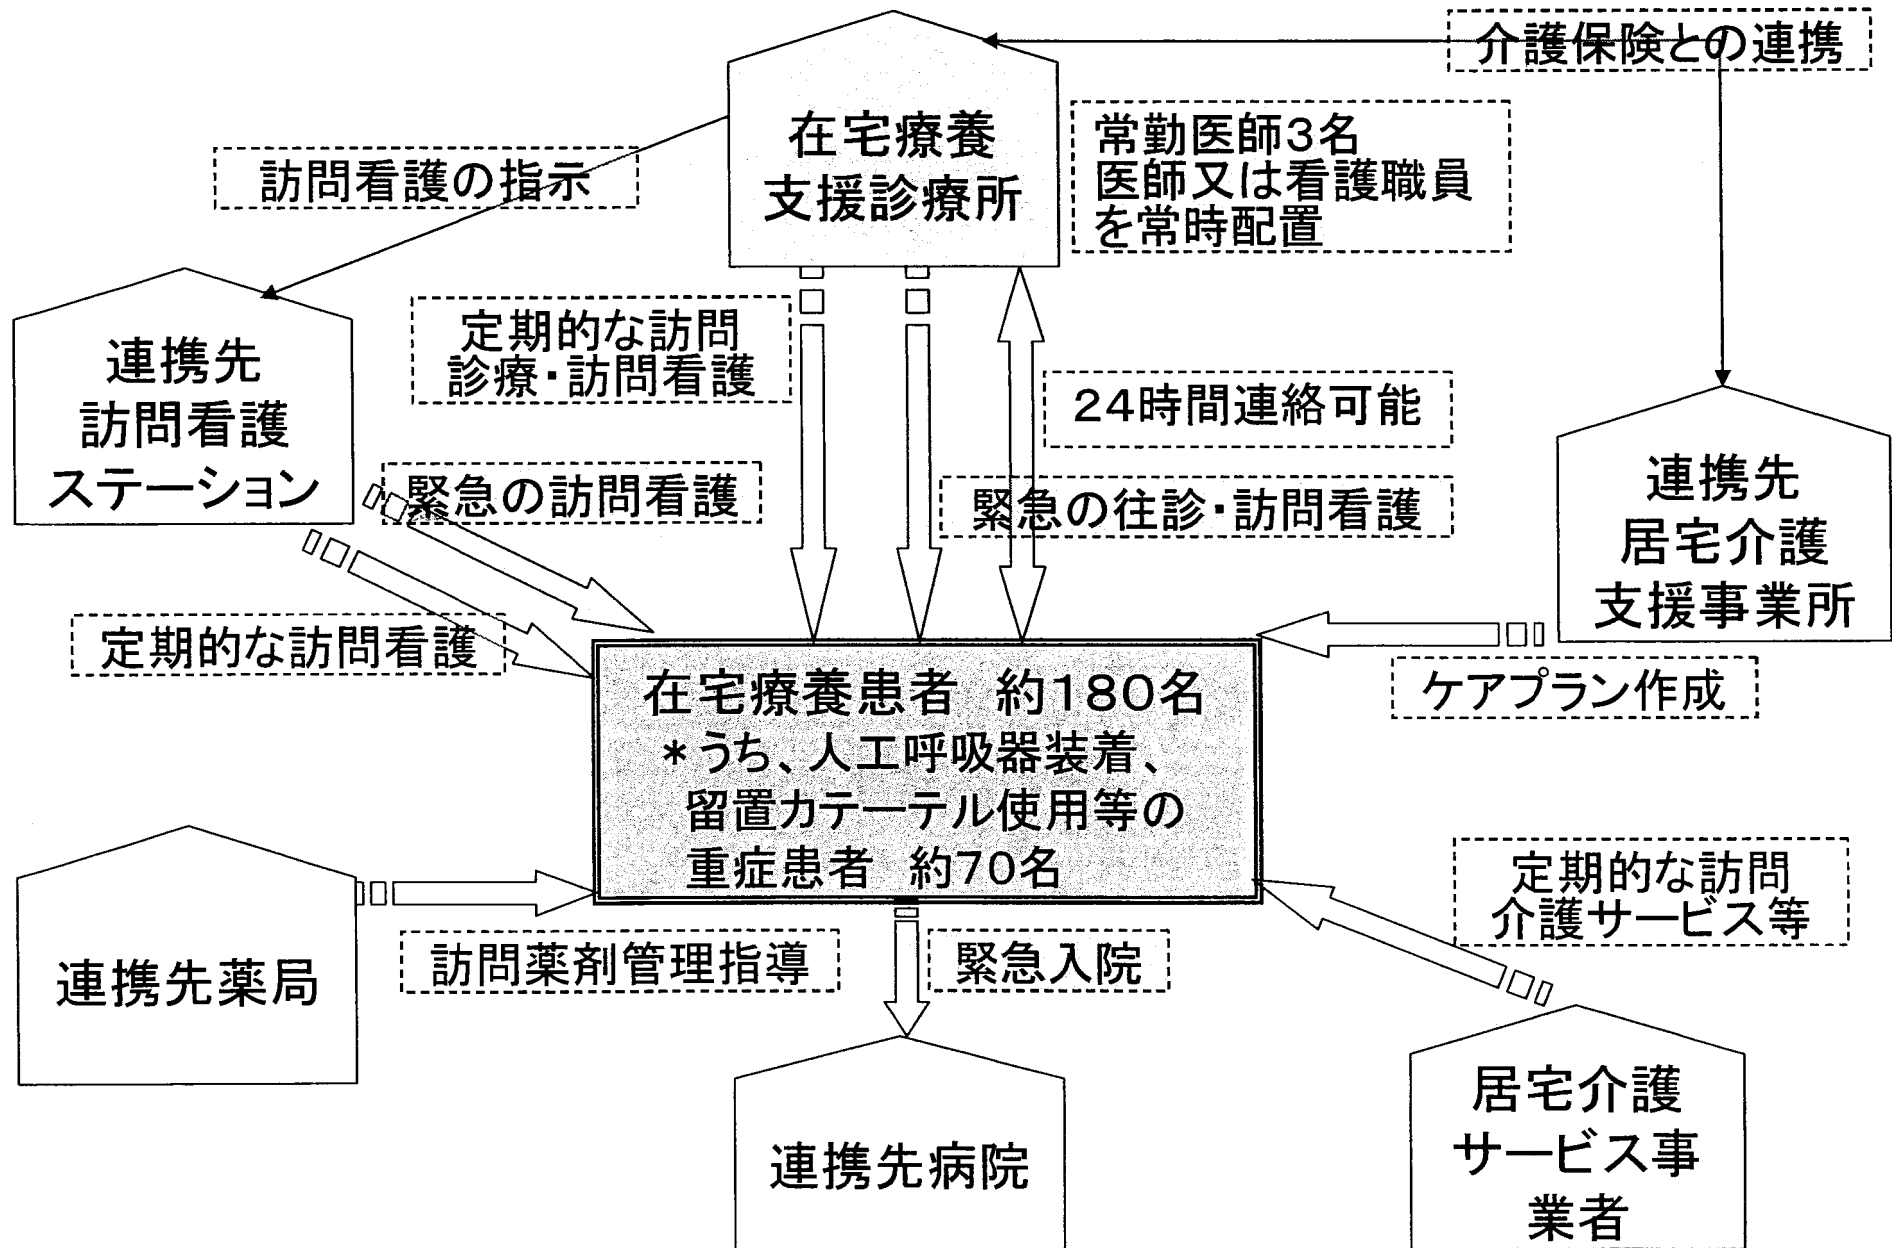 介護保険との連携
在宅療養
支援診療所
常勤医師3名
医師又は看護職員
を常時配置
訪問看護の指示
連携先
訪問看護
ステーション
定期的な訪問
診療・訪問看護
24時間連絡可能
緊急の訪問看護
緊急の往診・訪問看護
連携先
居宅介護
支援事業所
定期的な訪問看護
ケアプラン作成
在宅療養患者 約180名
*うち、人工呼吸器装着、
留置カテーテル使用等の
重症患者 約70名
定期的な訪問
介護サービス等
連携先薬局
訪問薬剤管理指導
緊急入院
連携先病院
居宅介護
サービス事
業者